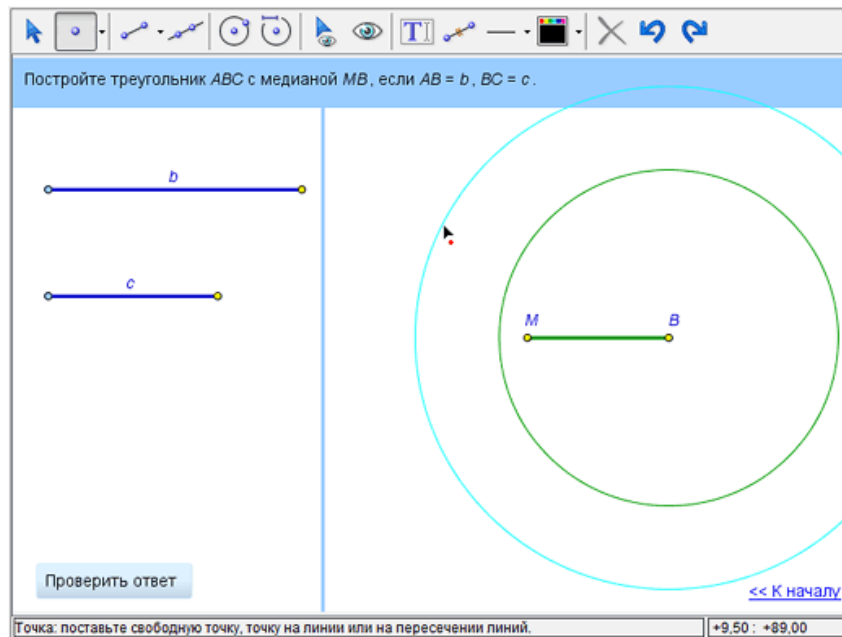 T
Постройте треугольник ABC с медианой MB, если AB = b, BC = c.
b
c
M
B
Проверить ответ
<< К началу
Точка: поставьте свободную точку, точку на линии или на пересечении линий.
+9,50 : +89,00